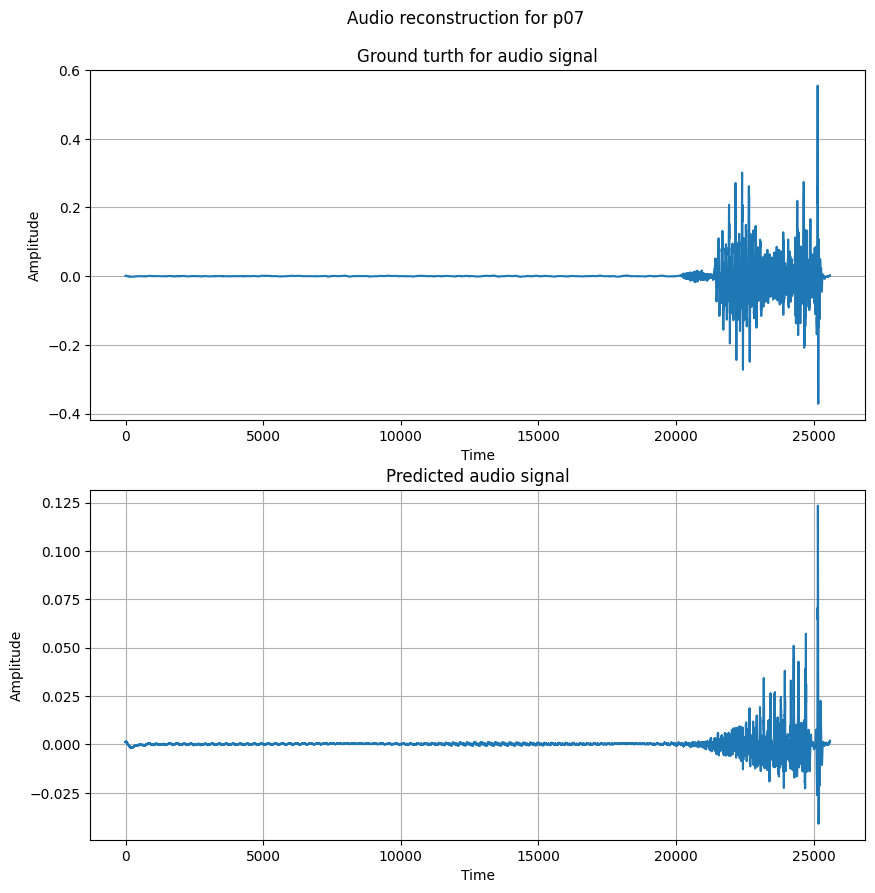 Audio reconstruction for p07
Ground turth for audio signal
0.6
0.4
0.2
0.0
−0.2
−0.4
Amplitude
0 5000 10000 15000 20000 25000
Time
Predicted audio signal
0.125
0.100
0.075
0.050
0.025
0.000
−0.025
Amplitude
0 5000 10000 15000 20000 25000
Time